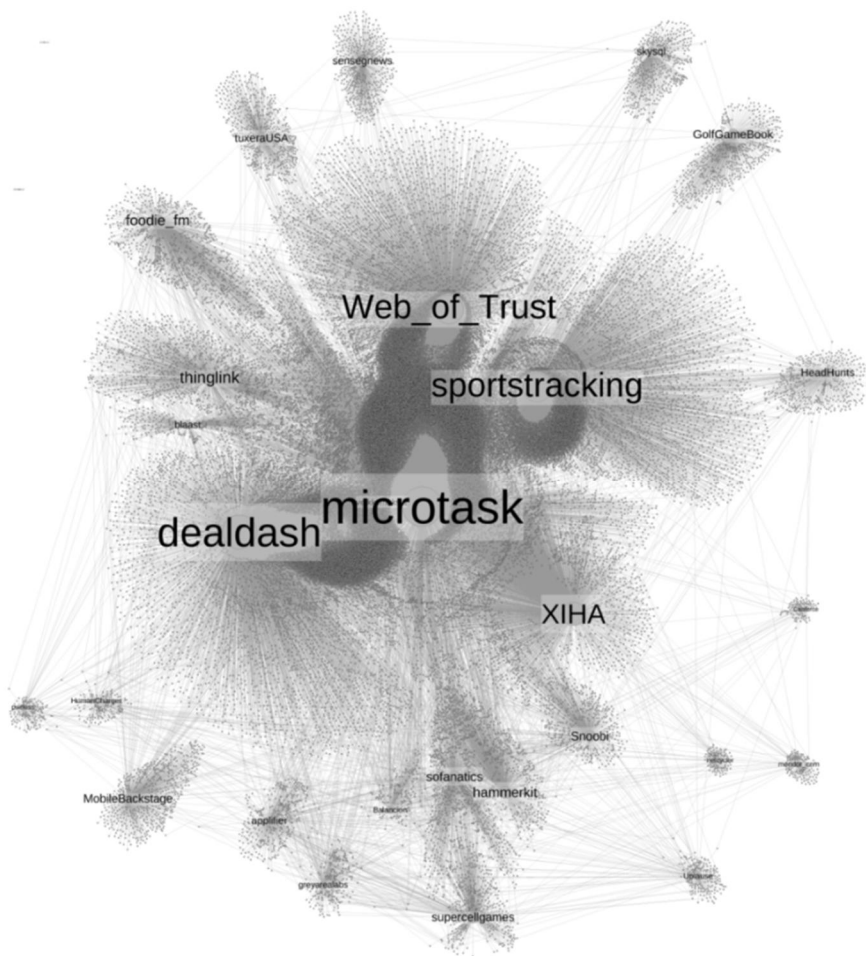 sensegnews
skysql
tuxeraUSA
GolfGameBook
foodie_fm
Web_of_Trust
HeadHunts
thinglink
sportstracking
blaast
microtask
dealdash
XIHA
HumanCharger
Snoobi
sofanatics
hammerkit
MobileBackstage
Balancion
applifier
greyarealabs
supercellgames